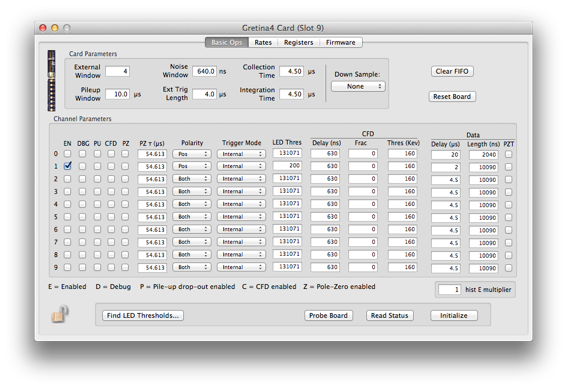 Gretina4 Card (Slot 9)
Basic Ops Rates Registers Firmware
Card Parameters
External Window 4 Noise Window 640.0 ns Collection Time 4.50 µs Down Sample: None Clear FIFO
Pileup Window 10.0 µs Ext Trig Length 4.0 µs Integration Time 4.50 µs Reset Board
Channel Parameters
CFD Data
EN DBG PU CFD PZ PZ τ (µs) Polarity Trigger Mode LED Thres Delay (ns) Frac Thres (Kev) Delay (µs) Length (ns) PZT
0 54.613 Pos Internal 131071 630 0 160 20 2040
1 54.613 Pos Internal 200 630 0 160 2 10090
2 54.613 Both Internal 131071 630 0 160 4.5 10090
3 54.613 Both Internal 131071 630 0 160 4.5 10090
4 54.613 Both Internal 131071 630 0 160 4.5 10090
5 54.613 Both Internal 131071 630 0 160 4.5 10090
6 54.613 Both Internal 131071 630 0 160 4.5 10090
7 54.613 Both Internal 131071 630 0 160 4.5 10090
8 54.613 Both Internal 131071 630 0 160 4.5 10090
9 54.613 Both Internal 131071 630 0 160 4.5 10090
E = Enabled D = Debug P = Pile-up drop-out enabled C = CFD enabled Z = Pole-Zero enabled 1 hist E multiplier
Find LED Thresholds... Probe Board Read Status Initialize